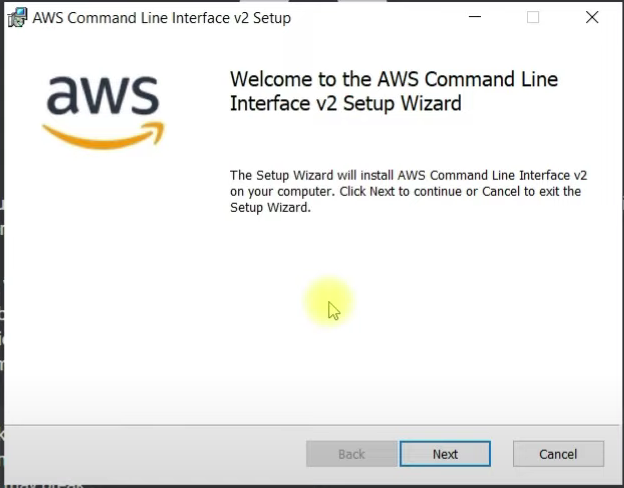 AWS Command Line Interface v2 Setup
aws
Welcome to the AWS Command Line
Interface v2 Setup Wizard
The Setup Wizard will install AWS Command Line Interface v2
on your computer. Click Next to continue or Cancel to exit the
Setup Wizard.
Back
Next
Cancel